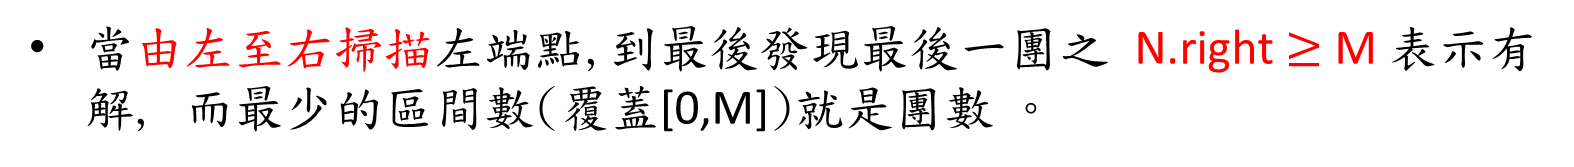 • 當由左至右掃描左端點, 到最後發現最後一團之 N.right ≥ M 表示有
解, 而最少的區間數(覆蓋[0,M])就是團數 。